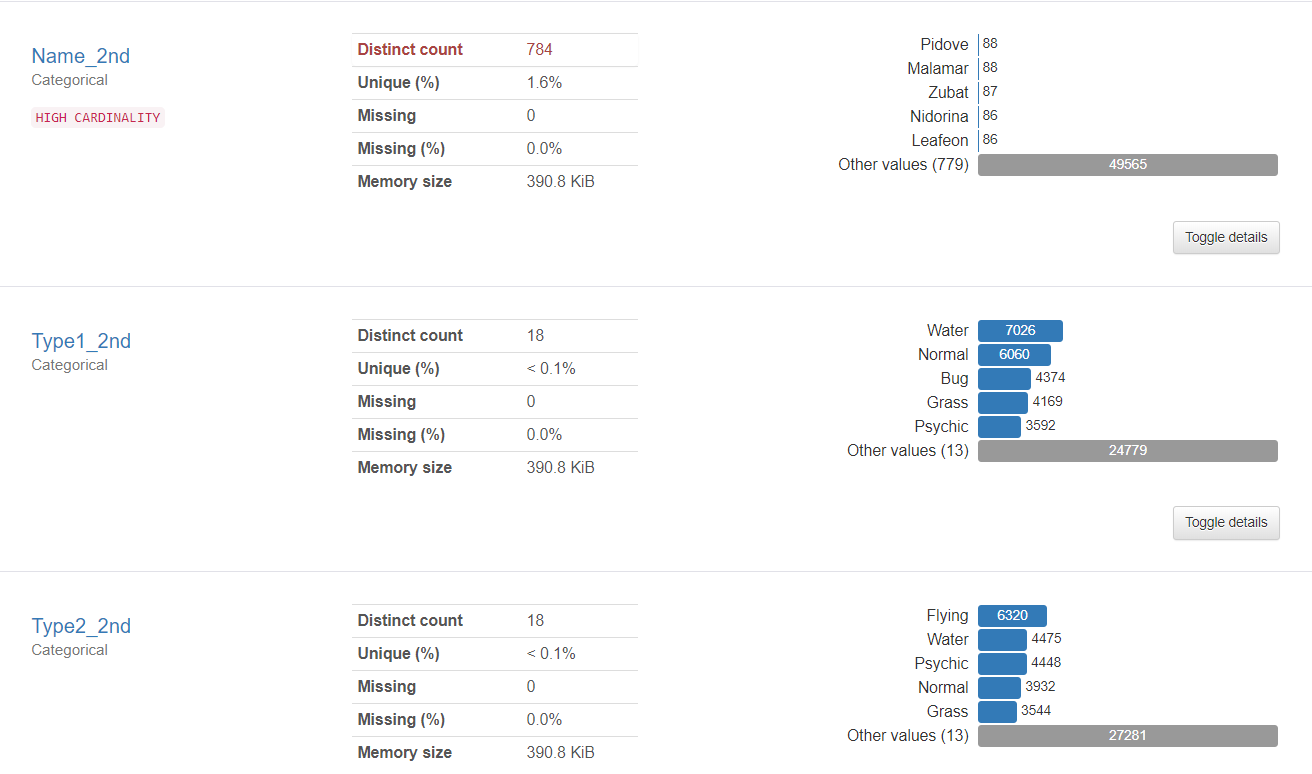 Name_2nd
Categorical
HIGH CARDINALITY
Distinct count 784
Unique (%) 1.6%
Missing 0
Missing (%) 0.0%
Memory size 390.8 KiB
Pidove 88
Malamar 88
Zubat 87
Nidorina 86
Leafeon 86
Other values (779) 49565
Toggle details
Type1_2nd
Categorical
Distinct count 18
Unique (%) < 0.1%
Missing 0
Missing (%) 0.0%
Memory size 390.8 KiB
Water 7026
Normal 6060
Bug 4374
Grass 4169
Psychic 3592
Other values (13) 24779
Toggle details
Type2_2nd
Categorical
Distinct count 18
Unique (%) < 0.1%
Missing 0
Missing (%) 0.0%
Memory size 390.8 KiB
Flying 6320
Water 4475
Psychic 4448
Normal 3932
Grass 3544
Other values (13) 27281